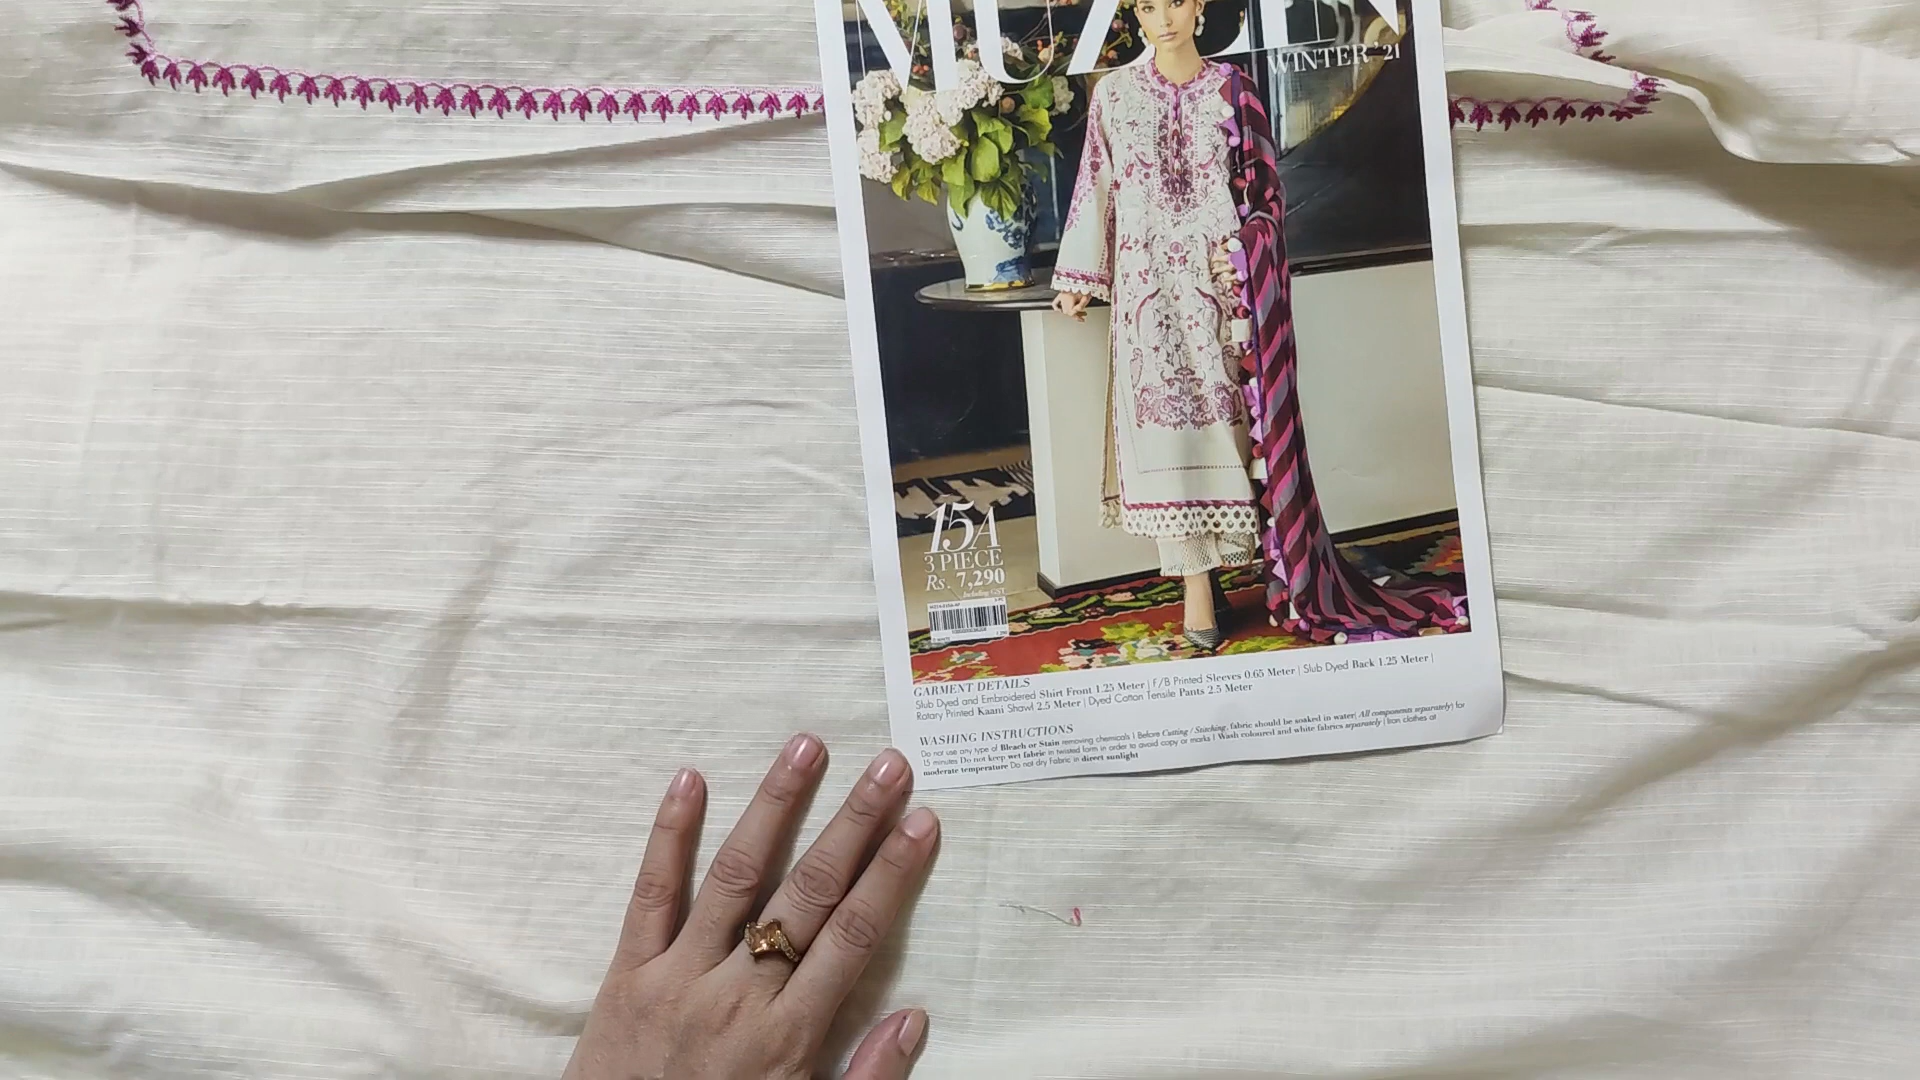 WINTER '21
15A
3 PIECE
Rs. 7,290
Including GST
GARMENT DETAILS
Slub Dyed and Embroidered Shirt Front 1.25 Meter | F/B Printed Sleeves 0.65 Meter | Slub Dyed Back 1.25 Meter |
Rotary Printed Kaani Shawl 2.5 Meter | Dyed Cotton Tensile Pants 2.5 Meter
WASHING INSTRUCTIONS
Do not use any type of Bleach or Stain removing chemicals | Before Cutting / Stitching, fabric should be soaked in water( All components separately) for
15 minutes Do not keep wet fabric in twisted form in order to avoid copy or marks | Wash coloured and white fabrics separately | Iron clothes at
moderate temperature Do not dry Fabric in direct sunlight